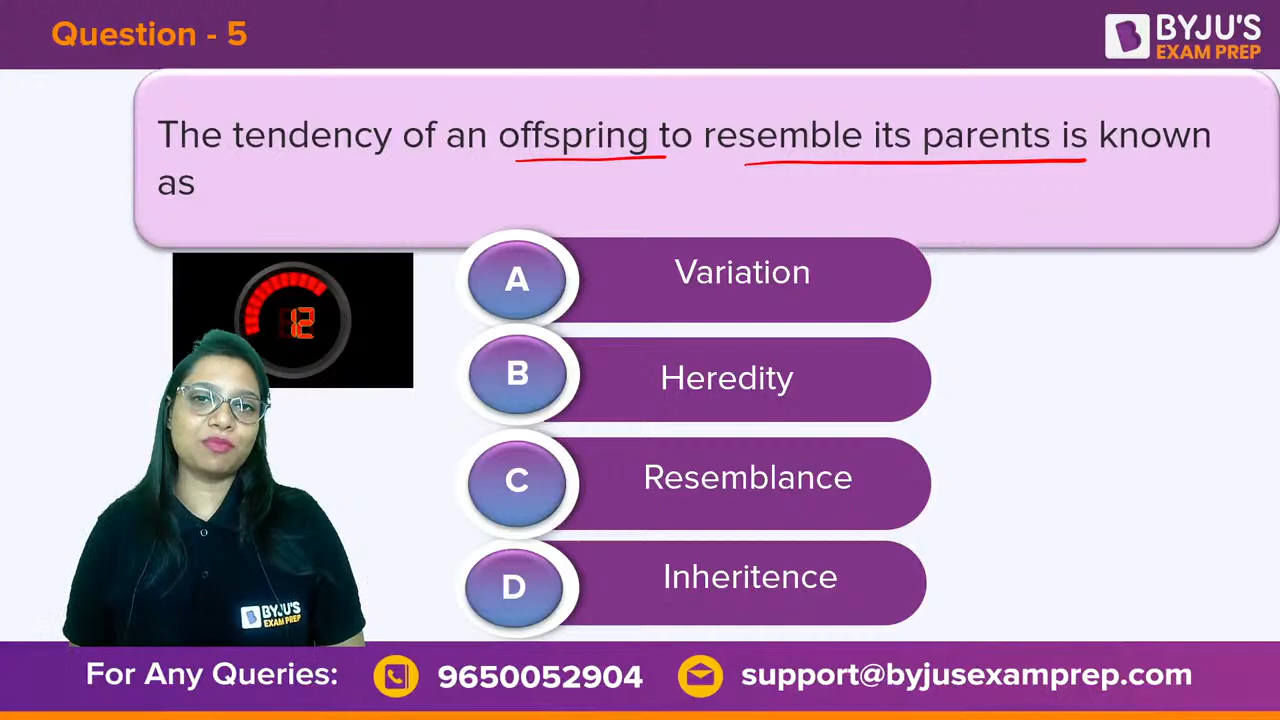 Question - 5
BYJU'S
EXAM PREP
The tendency of an offspring to resemble its parents is known
as
12
A
Variation
B
Heredity
C
Resemblance
D
Inheritence
BYJU'S
EXAM PREP
For Any Queries:
9650052904
support@byjusexamprep.com